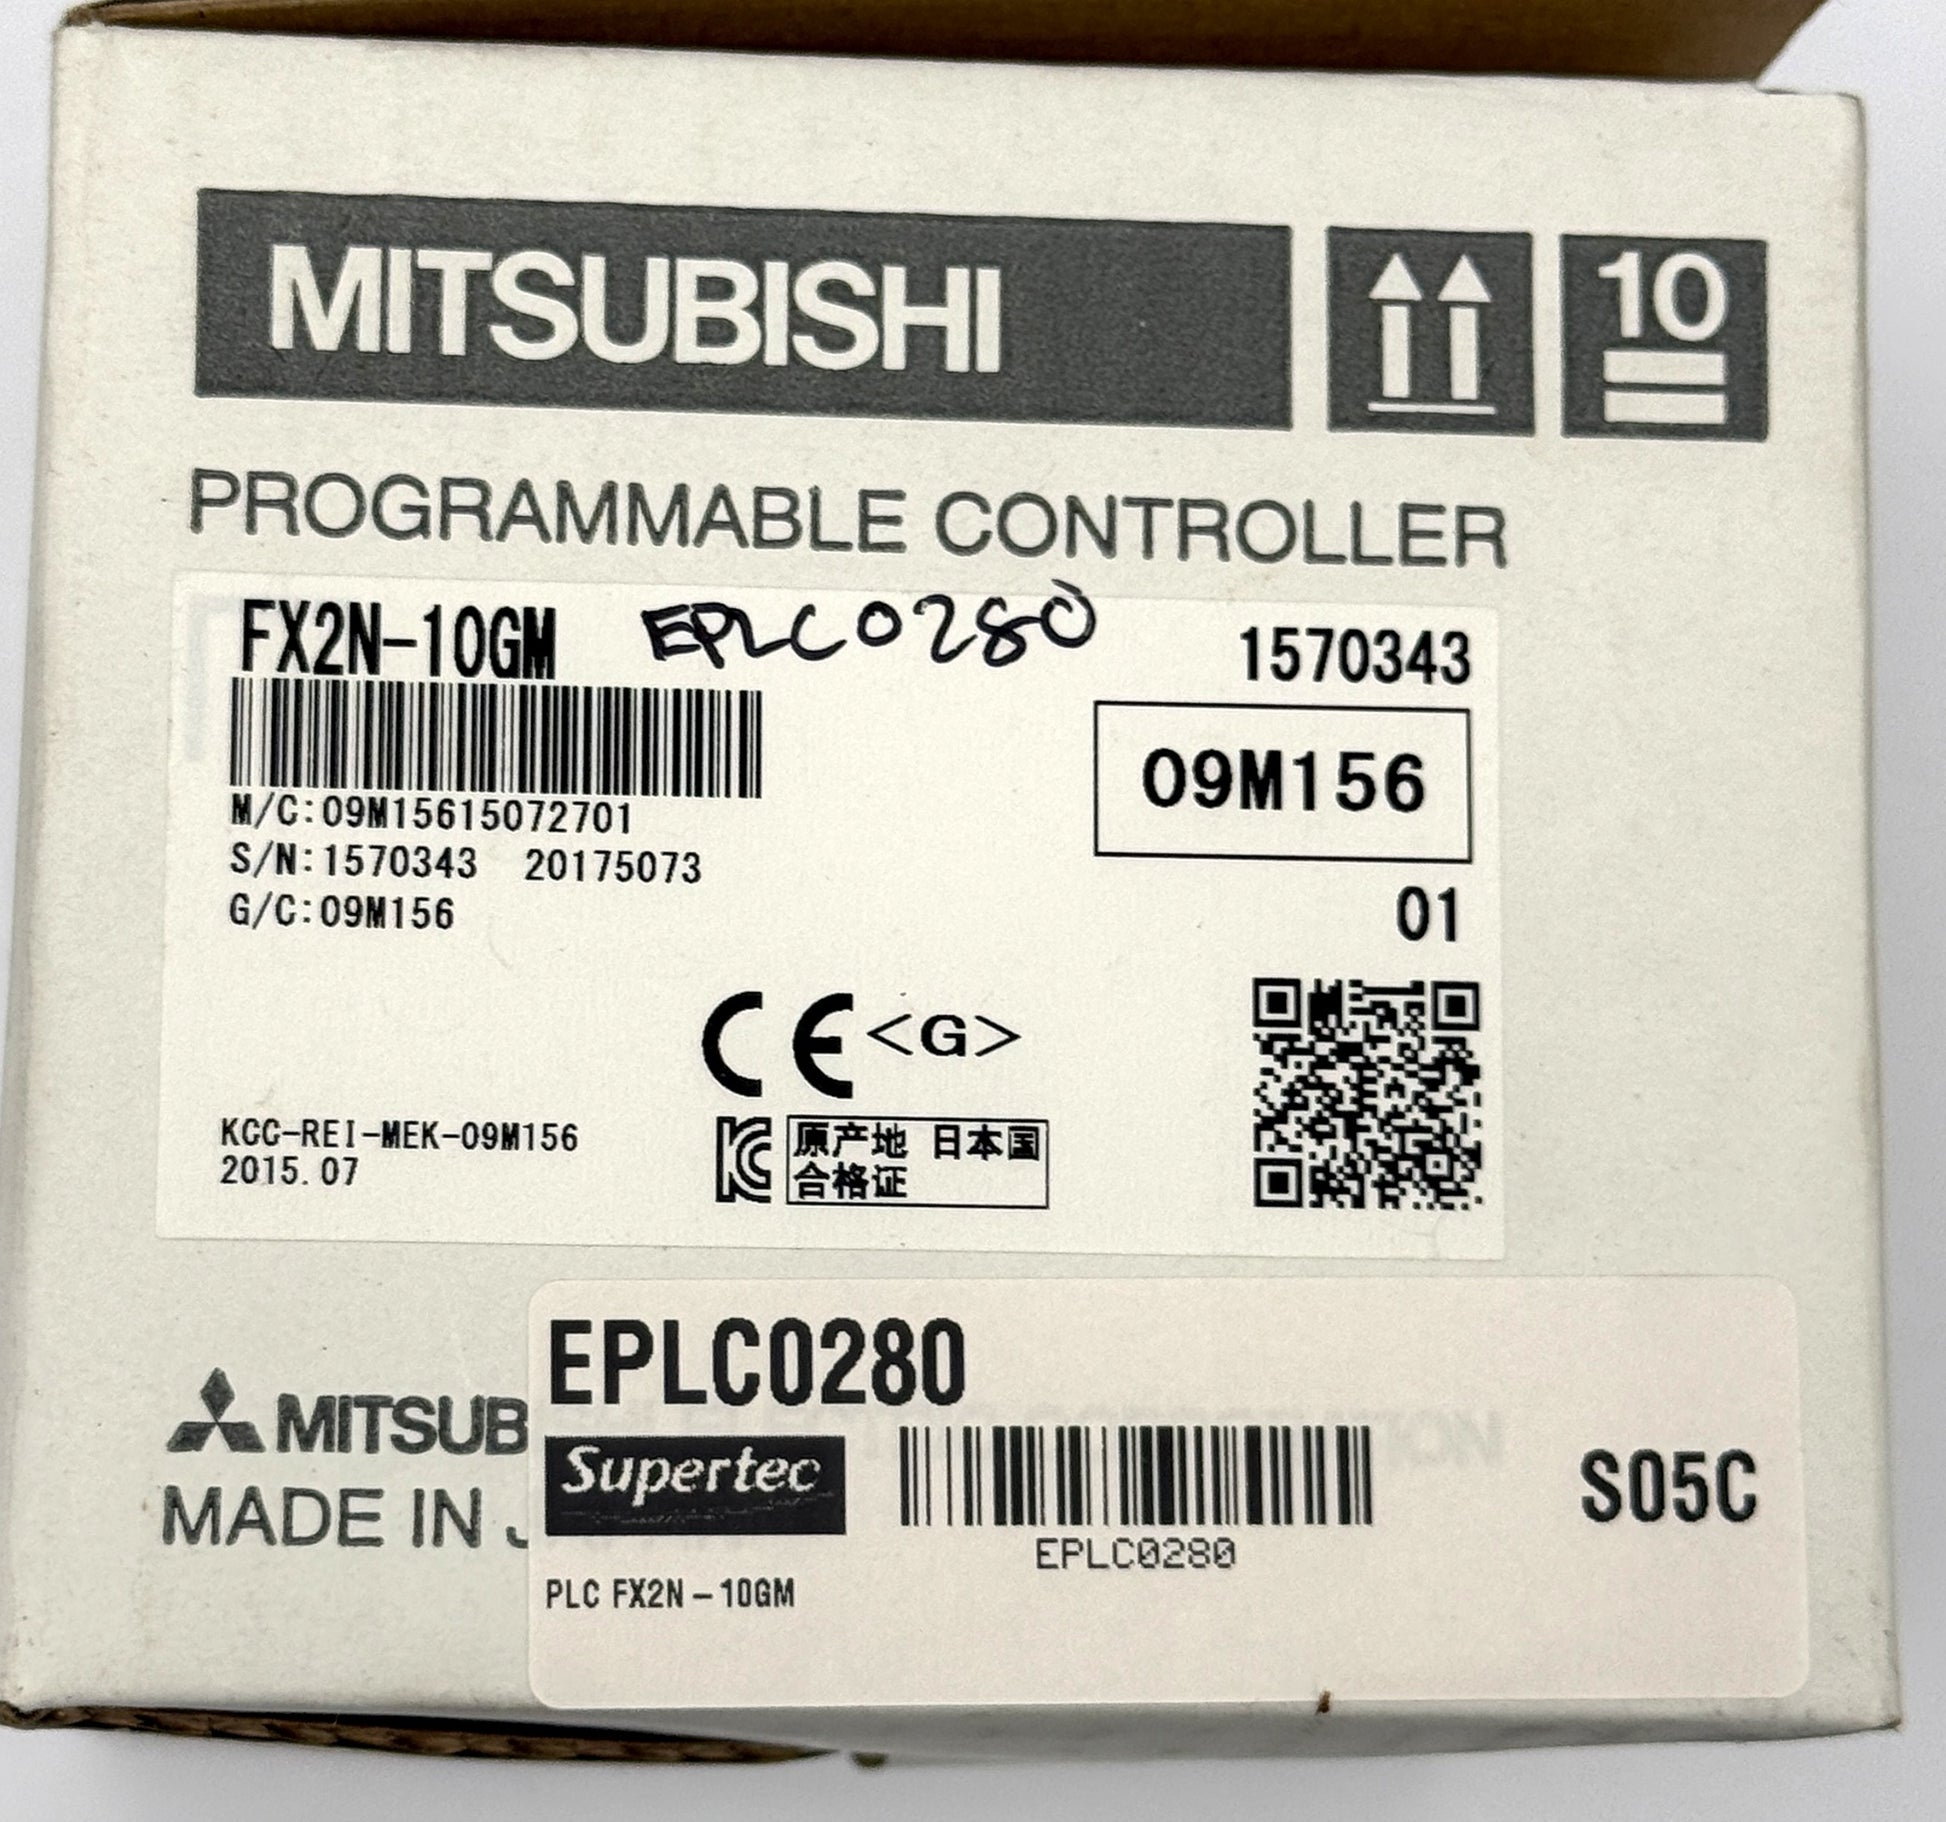 MITSUBISHI
10
PROGRAMMABLE CONTROLLER
FX2N-10GM EPLC0280 1570343
09M156
M/C:09M15615072701
S/N:1570343 20175073
G/C:09M156
01
CE <G>
KCC-REI-MEK-09M156
2015.07
原产地 日本国
合格证
EPLC0280
MITSUB
MADE IN J
Supertec
EPLC0280
S05C
PLC FX2N-10GM